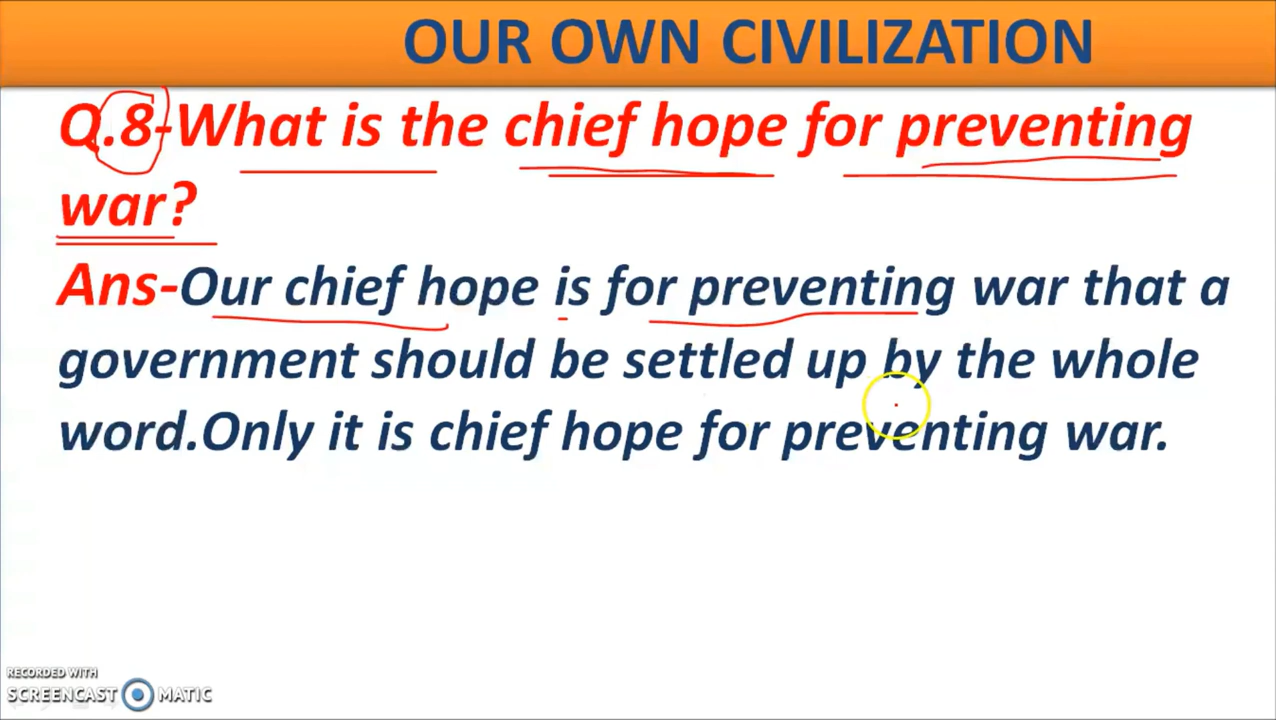 OUR OWN CIVILIZATION
Q.8-What is the chief hope for preventing
war?
Ans-Our chief hope is for preventing war that a
government should be settled up by the whole
word.Only it is chief hope for preventing war.
RECORDED WITH
SCREENCAST MATIC